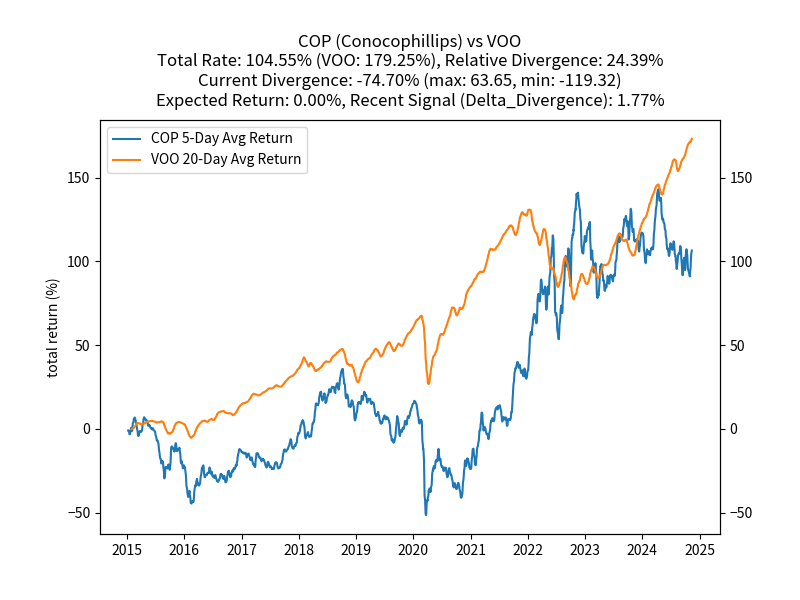 COP (Conocophillips) vs VOO
Total Rate: 104.55% (VOO: 179.25%), Relative Divergence: 24.39%
Current Divergence: -74.70% (max: 63.65, min: -119.32)
Expected Return: 0.00%, Recent Signal (Delta_Divergence): 1.77%
COP 5-Day Avg Return
VOO 20-Day Avg Return
total return (%)
150
100
50
0
−50
150
100
50
0
−50
2015 2016 2017 2018 2019 2020 2021 2022 2023 2024 2025